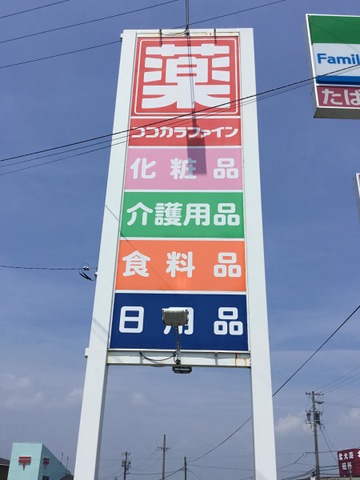 薬
ココカラファイン
化粧品
介護用品
食料品
日用品
Famil
たば